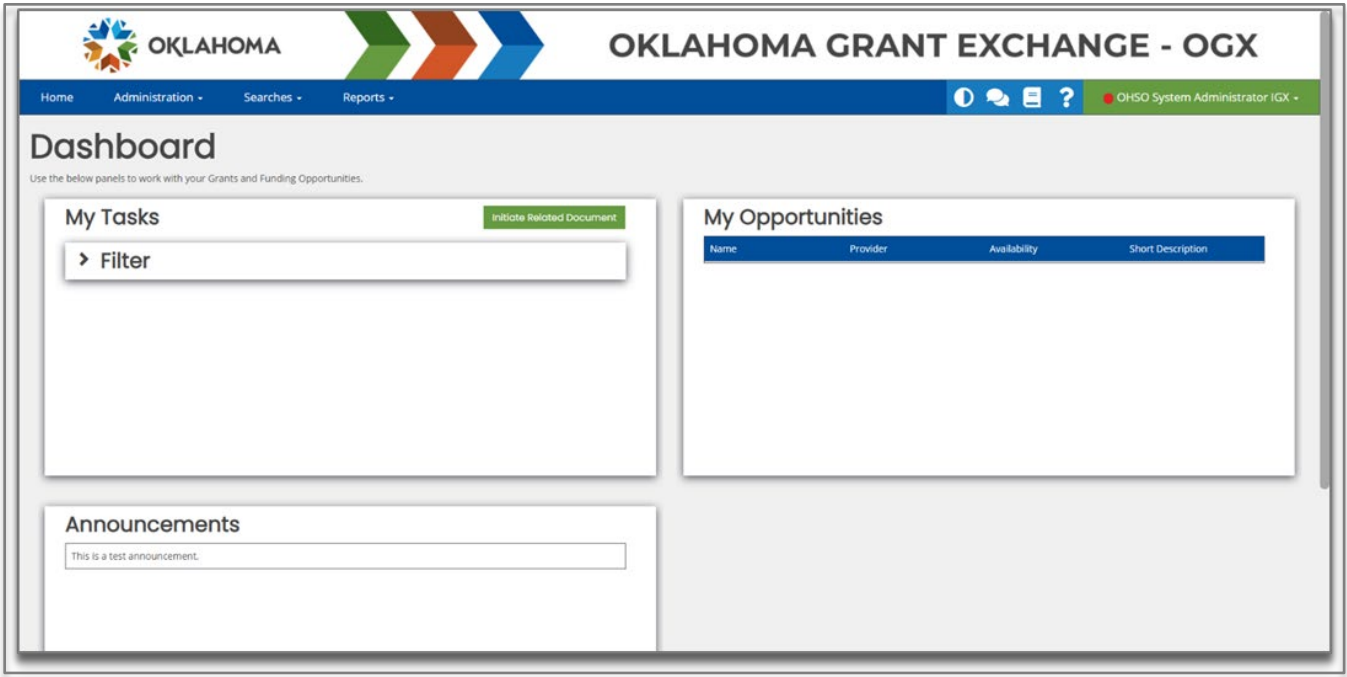 OKLAHOMA
OKLAHOMA GRANT EXCHANGE - OGX
Home Administration Searches Reports ? OHSO System Administrator IGX
Dashboard
Use the below panels to work with your Grants and Funding Opportunities.
My Tasks
Initiate Related Document
Filter
My Opportunities
Name Provider Availability Short Description
Announcements
This is a test announcement.